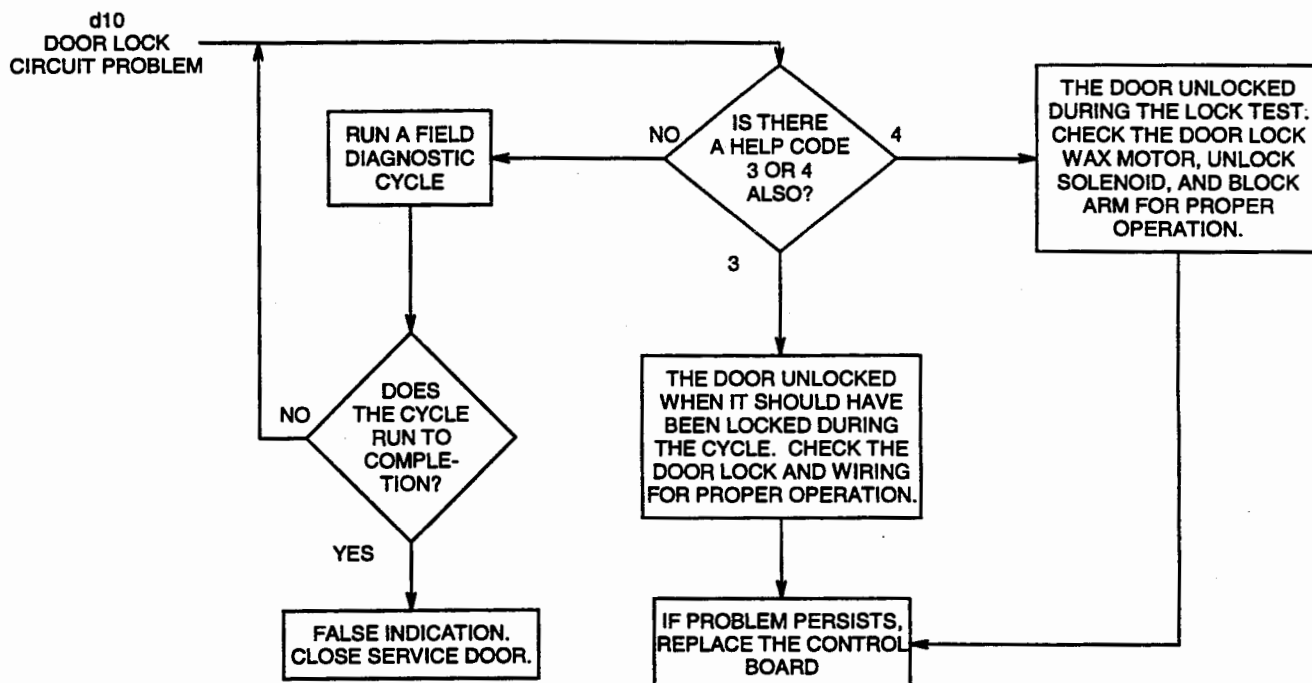 d10
DOOR LOCK
CIRCUIT PROBLEM
RUN A FIELD
DIAGNOSTIC
CYCLE
NO
IS THERE
A HELP CODE
3 OR 4
ALSO?
4
3
THE DOOR UNLOCKED
DURING THE LOCK TEST.
CHECK THE DOOR LOCK
WAX MOTOR, UNLOCK
SOLENOID, AND BLOCK
ARM FOR PROPER
OPERATION.
NO
DOES
THE CYCLE
RUN TO
COMPLE-
TION?
YES
THE DOOR UNLOCKED
WHEN IT SHOULD HAVE
BEEN LOCKED DURING
THE CYCLE. CHECK THE
DOOR LOCK AND WIRING
FOR PROPER OPERATION.
FALSE INDICATION.
CLOSE SERVICE DOOR.
IF PROBLEM PERSISTS,
REPLACE THE CONTROL
BOARD